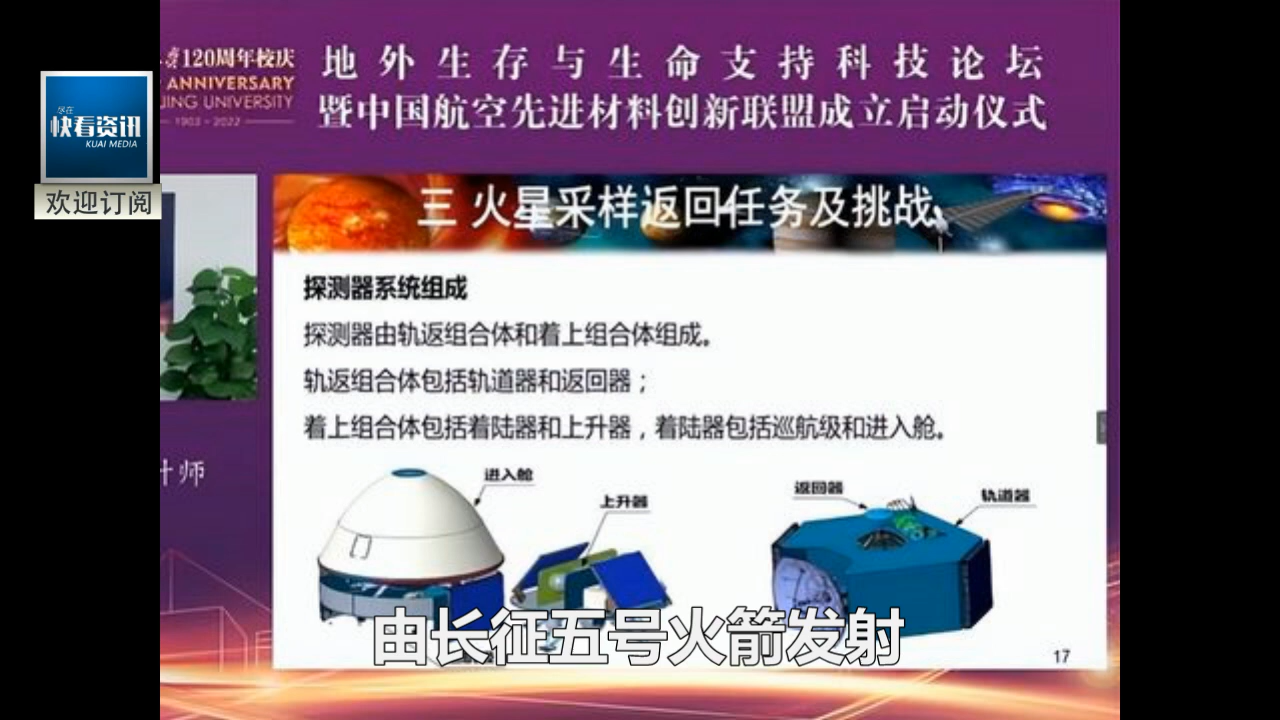 120周年校庆
ANNIVERSARY
JING UNIVERSITY
1903-2022
地外生存与生命支持科技论坛
暨中国航空先进材料创新联盟成立启动仪式
尽在
快看资讯
KUAI MEDIA
欢迎订阅
三 火星采样返回任务及挑战
探测器系统组成
探测器由轨返组合体和着上组合体组成。
轨返组合体包括轨道器和返回器；
着上组合体包括着陆器和上升器，着陆器包括巡航级和进入舱。
进入舱
上升器
返回器
轨道器
计师
由长征五号火箭发射
17